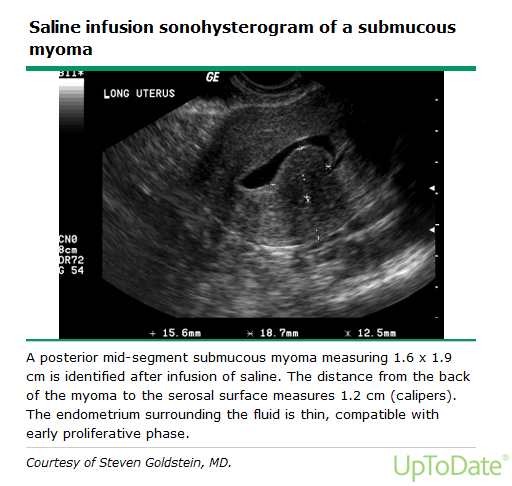 Saline infusion sonohysterogram of a submucous
myoma
B11*
GE
LONG UTERUS
CN0
8cm
DR72
G 54
+ 15.6mm × 18.7mm × 12.5mm
A posterior mid-segment submucous myoma measuring 1.6 x 1.9
cm is identified after infusion of saline. The distance from the back
of the myoma to the serosal surface measures 1.2 cm (calipers).
The endometrium surrounding the fluid is thin, compatible with
early proliferative phase.
Courtesy of Steven Goldstein, MD.
UpToDate®